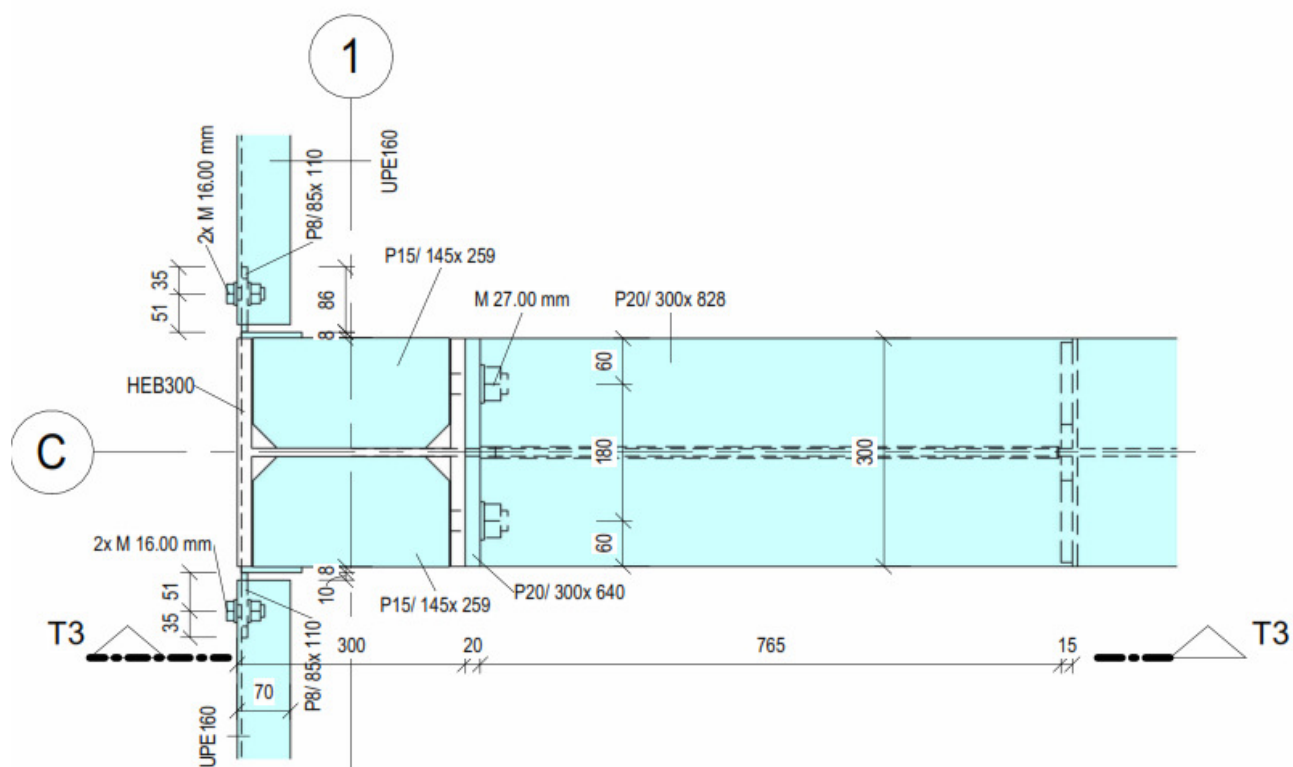 1
2x M 16.00 mm
P8/ 85x 110
UPE160
P15/ 145x 259
35
51
86
8
M 27.00 mm
P20/ 300x 828
60
HEB300
C
180
300
2x M 16.00 mm
60
51
35
8
10
P15/ 145x 259
P20/ 300x 640
T3
P8/ 85x 110
300
20
765
15
T3
70
UPE160